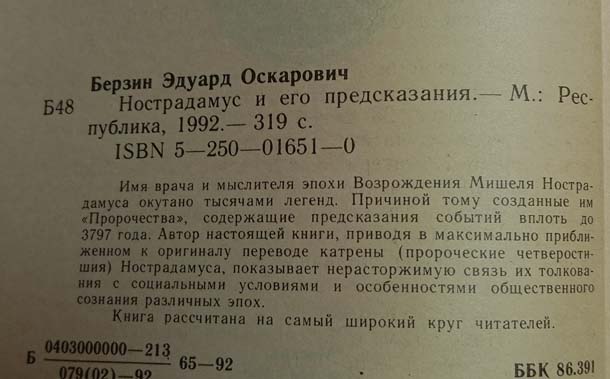 Берзин Эдуард Оскарович
Б48 Нострадамус и его предсказания.— М.: Рес-
публика, 1992.— 319 с.
ISBN 5—250—01651—0
Имя врача и мыслителя эпохи Возрождения Мишеля Ностра-
дамуса окутано тысячами легенд. Причиной тому созданные им
«Пророчества», содержащие предсказания событий вплоть до
3797 года. Автор настоящей книги, приводя в максимально приближ-
женном к оригиналу переводе катрены (пророческие четверости-
шия) Нострадамуса, показывает нерасторжимую связь их толкова-
ния с социальными условиями и особенностями общественного
сознания различных эпох.
Книга рассчитана на самый широкий круг читателей.
Б 0403000000—213 65—92
079(02)—92
ББК 86.391